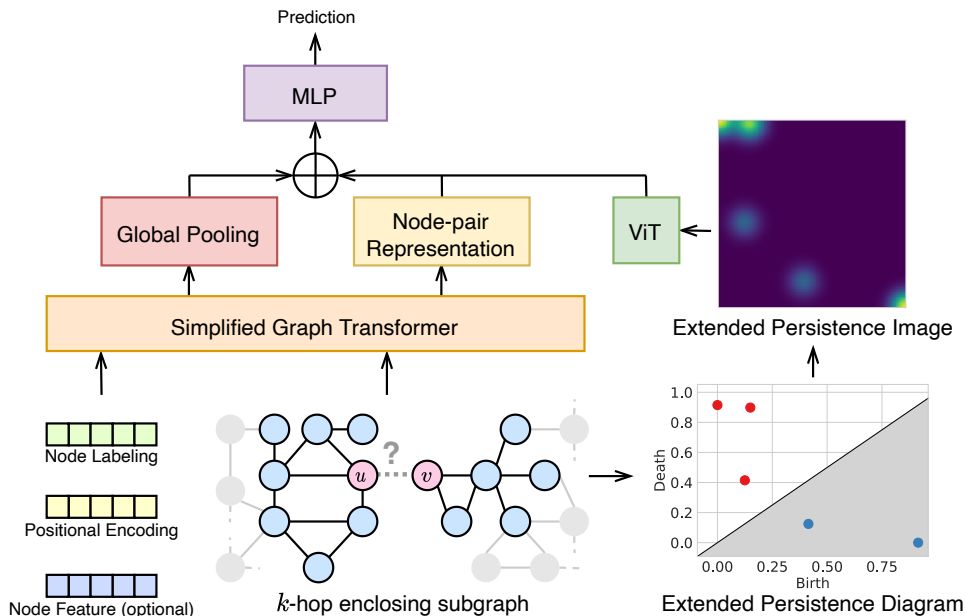 Prediction
MLP
Global Pooling
Node-pair
Representation
ViT
Simplified Graph Transformer
Extended Persistence Image
Node Labeling
Positional Encoding
Node Feature (optional)
?
u
v
k-hop enclosing subgraph
1.0
0.8
0.6
0.4
0.2
0.0
Death
0.00
0.25
0.50
0.75
Birth
Extended Persistence Diagram